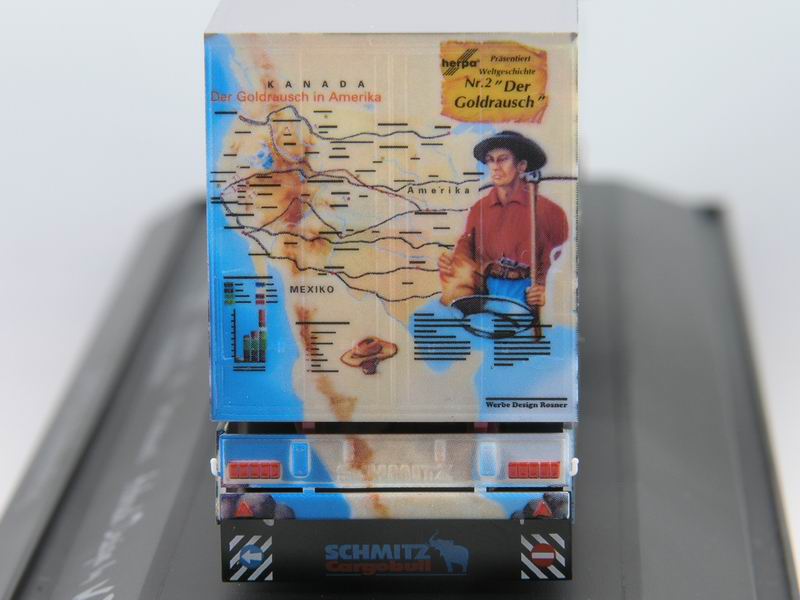 herpa
Präsentiert
Weltgeschichte
Nr.2 "Der
Goldrausch"
KANADA
Der Goldrausch in Amerika
Amerika
MEXIKO
Werbe Design Rosner
SCHMITZ
SCHMITZ
Cargobull